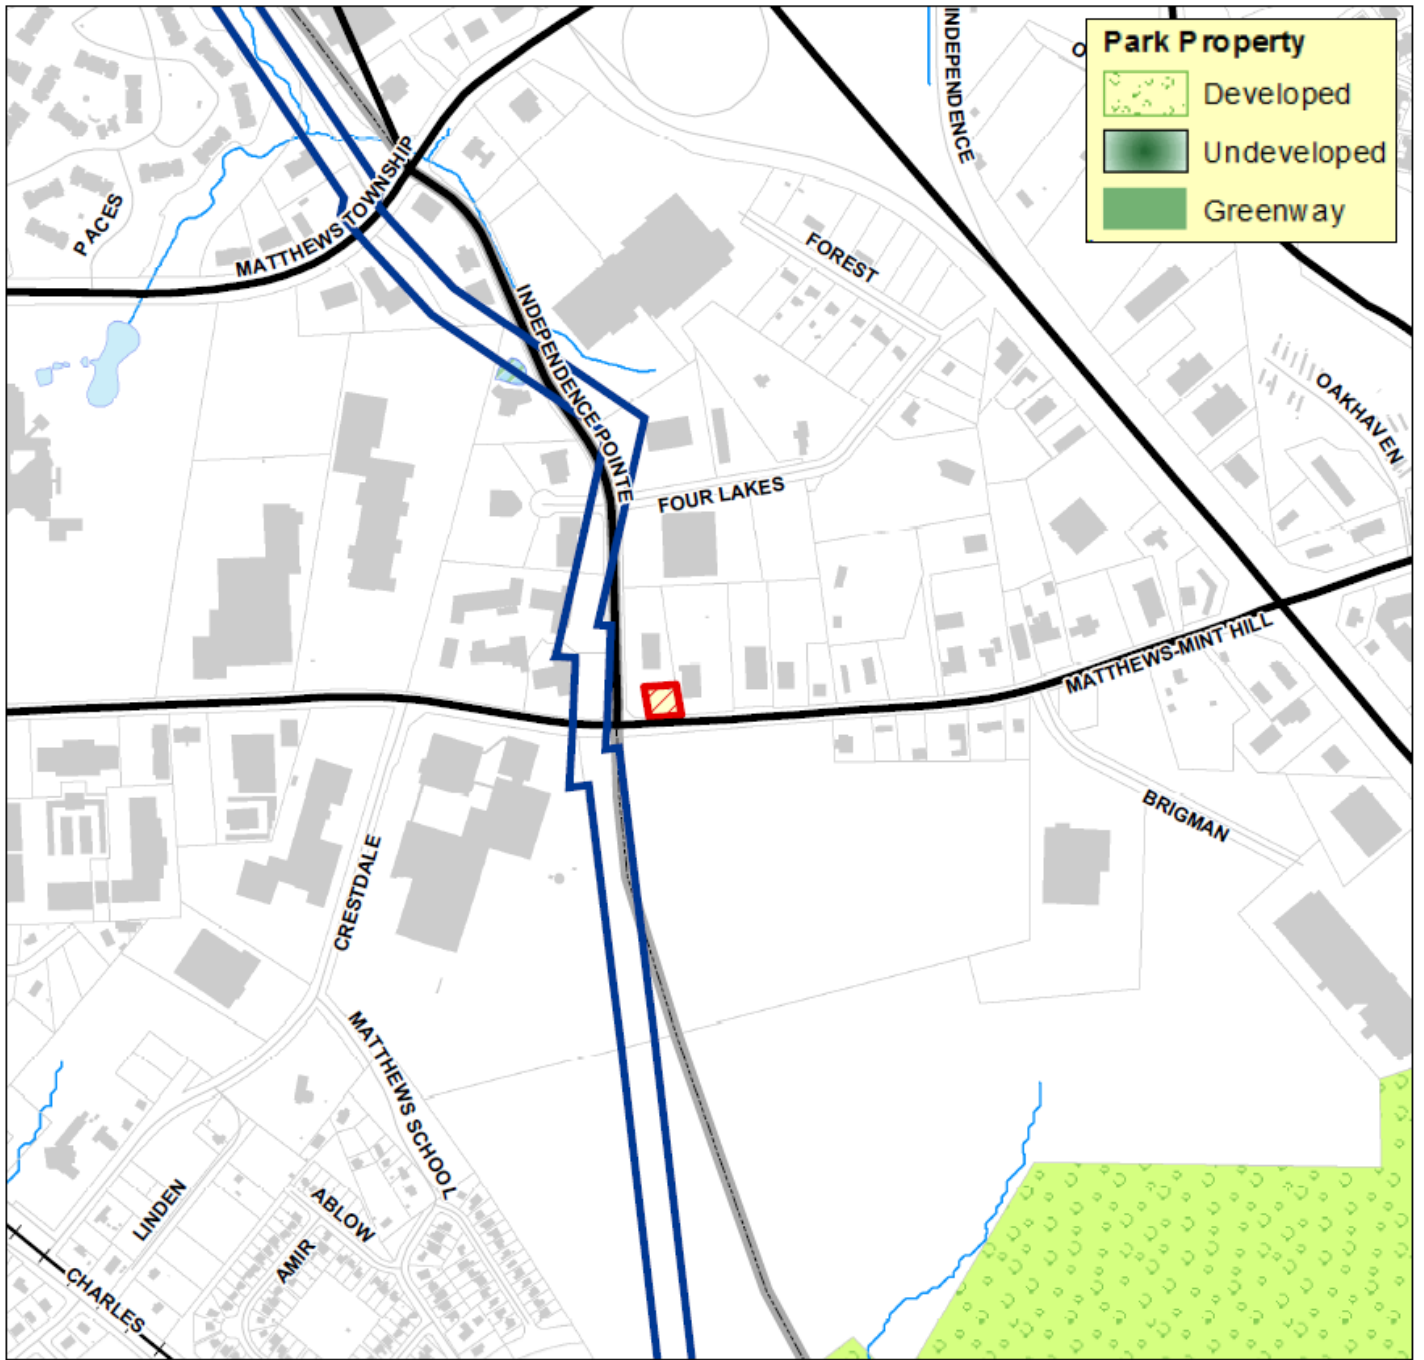 INDEPENDENCE
O
Park Property
Developed
Undeveloped
Greenway
PACES
MATTHEWS TOWNSHIP
FOREST
INDEPENDENCE POINTE
OAKHAVEN
FOUR LAKES
MATTHEWS-MINT HILL
BRIGMAN
CRESTDALE
MATTHEWS SCHOOL
LINDEN
ABLOW
AMIR
CHARLES